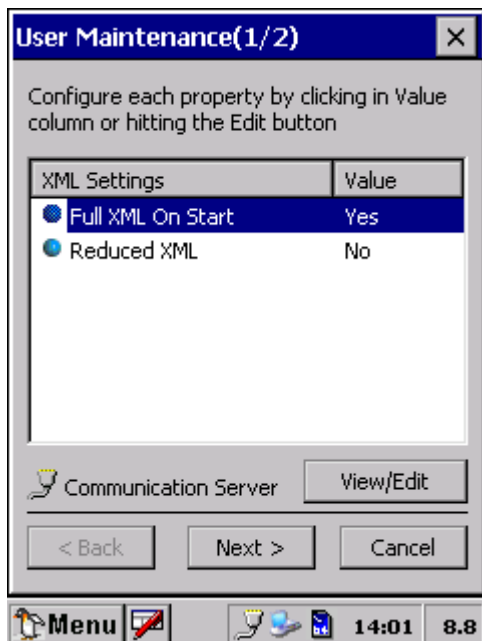 User Maintenance(1/2)
Configure each property by clicking in Value
column or hitting the Edit button
XML Settings Value
Full XML On Start Yes
Reduced XML No
Communication Server View/Edit
< Back Next > Cancel
Menu 14:01 8.8